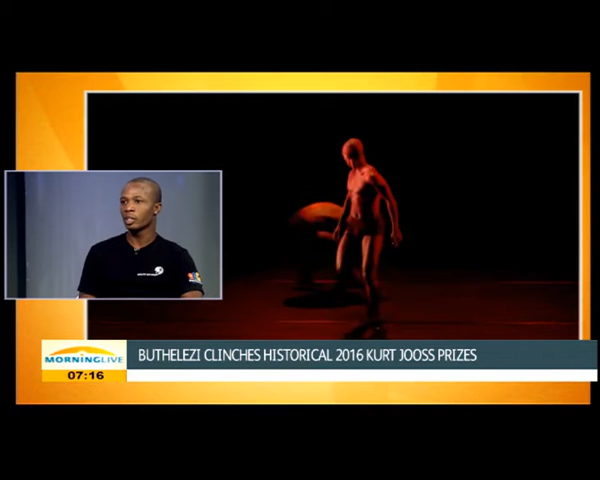 BUTHELEZI CLINCHES HISTORICAL 2016 KURT JOOSS PRIZES
MORNINGLIVE
07:16